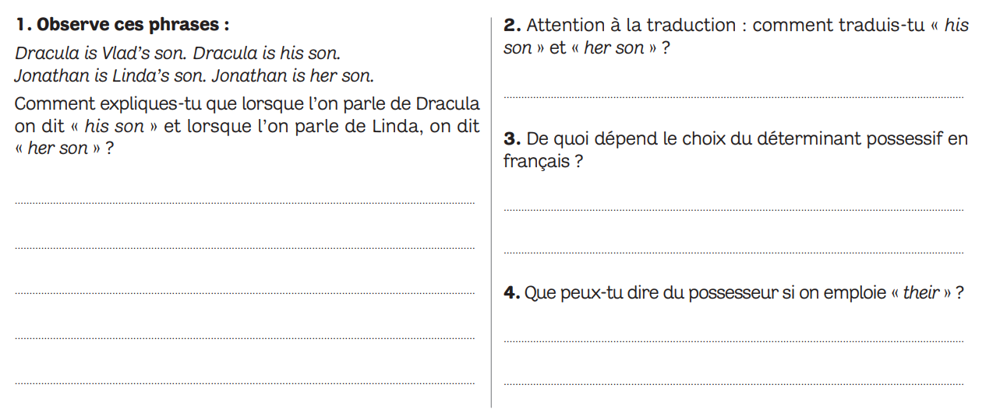 1. Observe ces phrases :
Dracula is Vlad's son. Dracula is his son.
Jonathan is Linda's son. Jonathan is her son.
Comment expliques-tu que lorsque l'on parle de Dracula
on dit « his son » et lorsque l'on parle de Linda, on dit
« her son » ?
2. Attention à la traduction : comment traduis-tu « his
son » et « her son » ?
3. De quoi dépend le choix du déterminant possessif en
français ?
4. Que peux-tu dire du possesseur si on emploie « their » ?